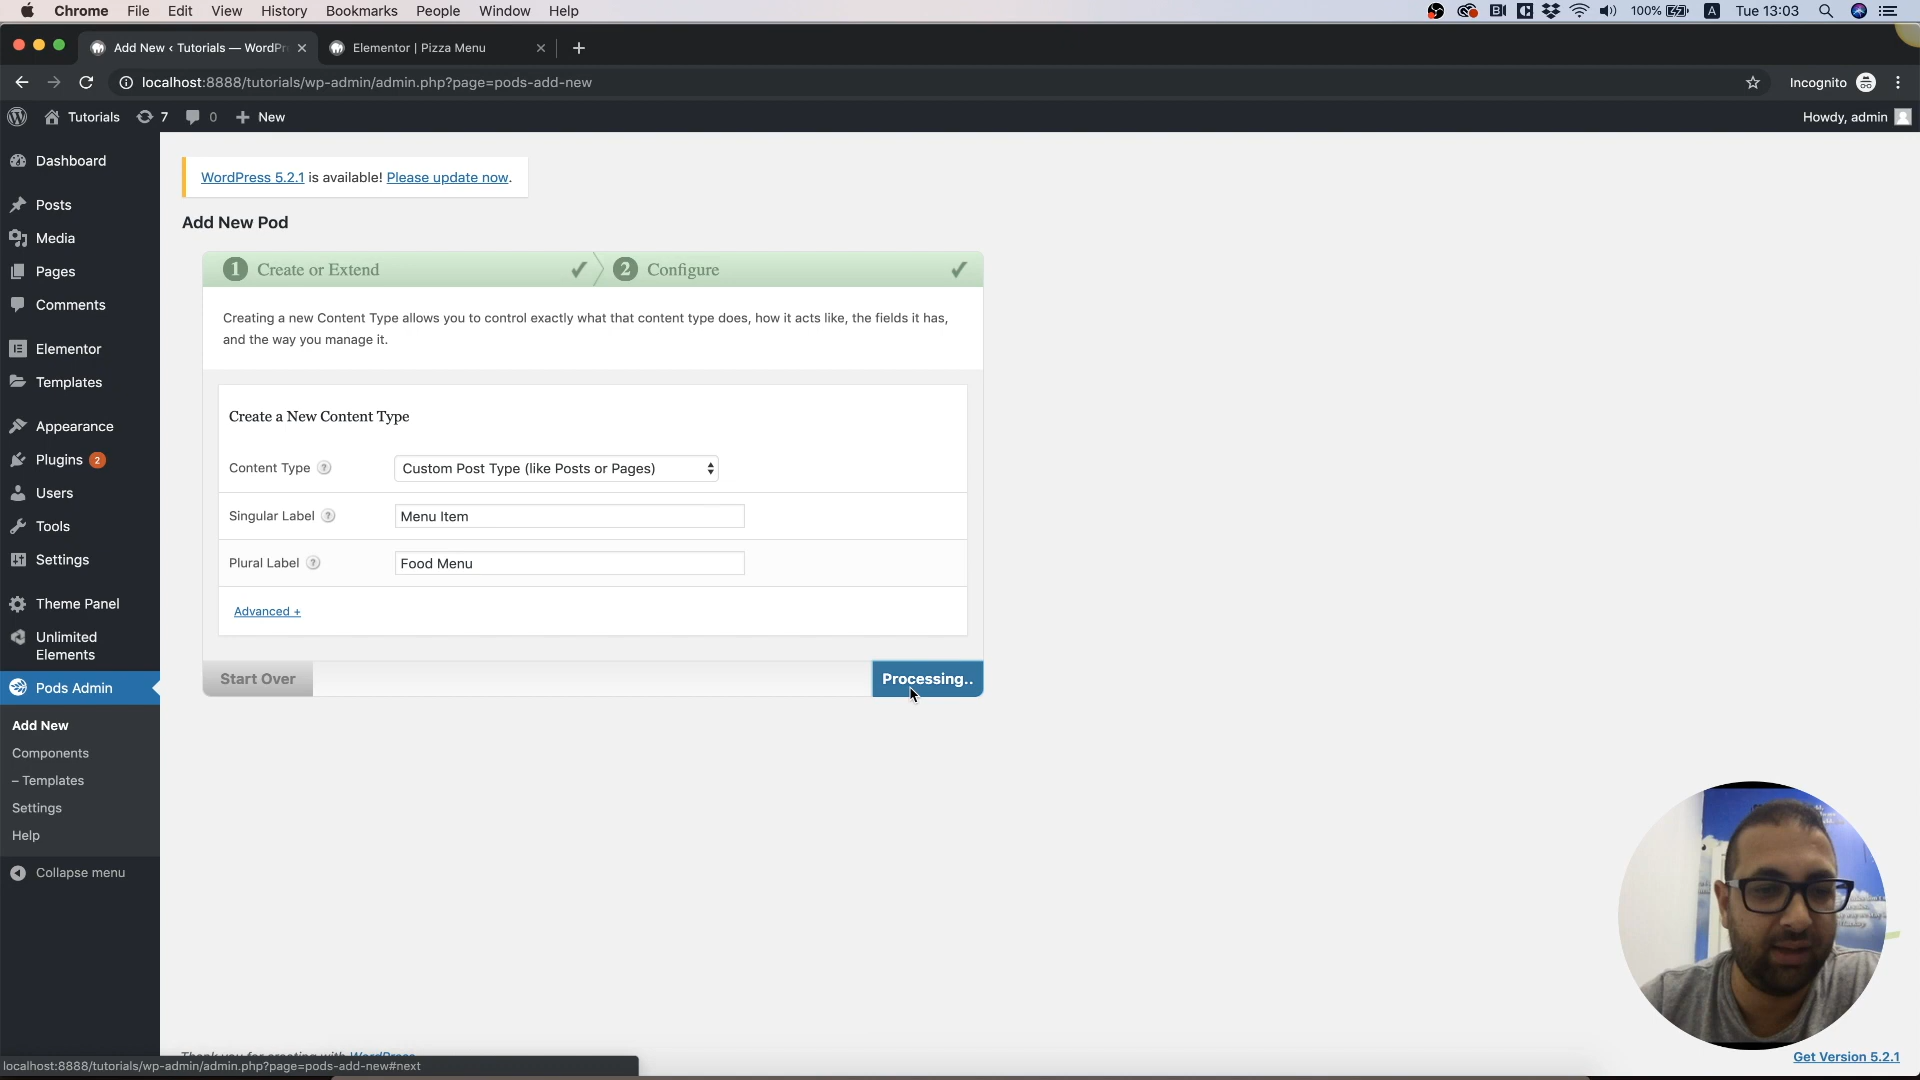 Chrome File Edit View History Bookmarks People Window Help
100% A Tue 13:03
Add New ‹ Tutorials — WordPr
Elementor | Pizza Menu
localhost:8888/tutorials/wp-admin/admin.php?page=pods-add-new
Incognito
Tutorials 7 0 + New
Howdy, admin
Dashboard
Posts
Media
Pages
Comments
Elementor
Templates
Appearance
Plugins 2
Users
Tools
Settings
Theme Panel
Unlimited
Elements
Pods Admin
Add New
Components
– Templates
Settings
Help
Collapse menu
WordPress 5.2.1 is available! Please update now.
Add New Pod
1 Create or Extend ✓
2 Configure ✓
Creating a new Content Type allows you to control exactly what that content type does, how it acts like, the fields it has,
and the way you manage it.
Create a New Content Type
Content Type ? Custom Post Type (like Posts or Pages)
Singular Label ? Menu Item
Plural Label ? Food Menu
Advanced +
Start Over
Processing..
Thank you for creating with WordPress
Get Version 5.2.1
localhost:8888/tutorials/wp-admin/admin.php?page=pods-add-new#next